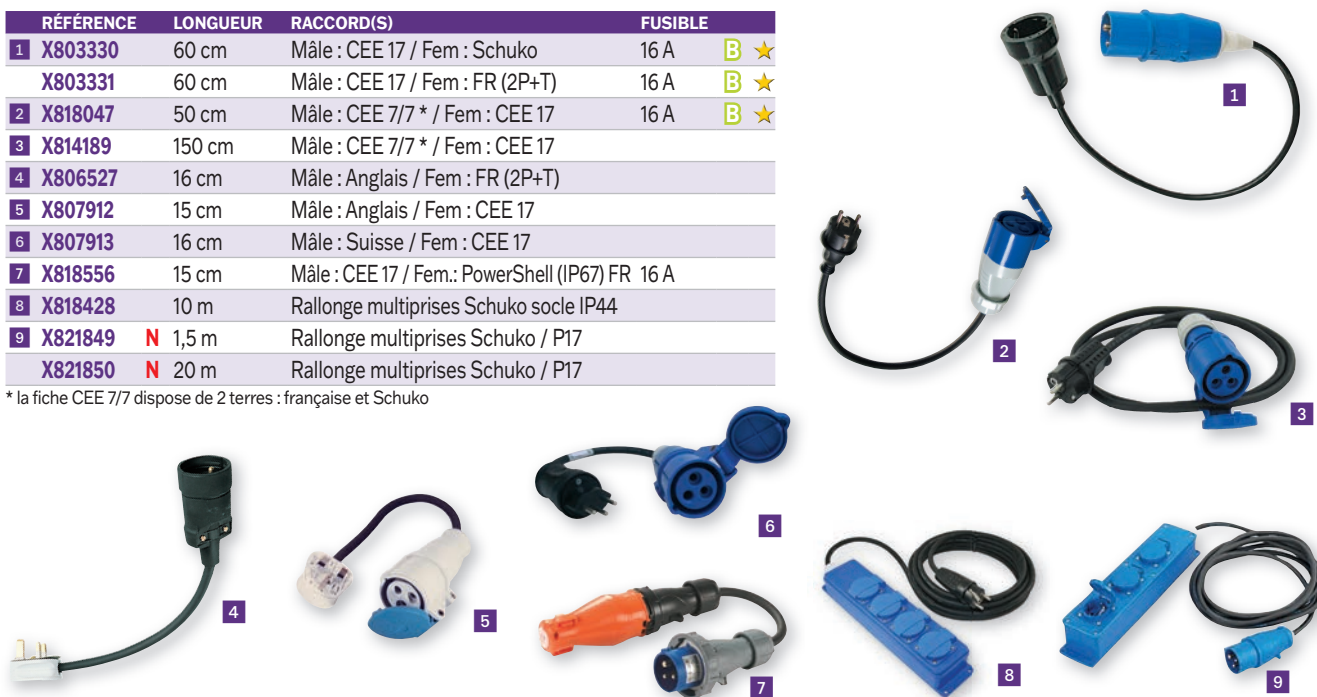 RÉFÉRENCE LONGUEUR RACCORD(S) FUSIBLE
1 X803330 60 cm Mâle : CEE 17 / Fem : Schuko 16 A B
X803331 60 cm Mâle : CEE 17 / Fem : FR (2P+T) 16 A B
2 X818047 50 cm Mâle : CEE 7/7 * / Fem : CEE 17 16 A B
3 X814189 150 cm Mâle : CEE 7/7 * / Fem : CEE 17
4 X806527 16 cm Mâle : Anglais / Fem : FR (2P+T)
5 X807912 15 cm Mâle : Anglais / Fem : CEE 17
6 X807913 16 cm Mâle : Suisse / Fem : CEE 17
7 X818556 15 cm Mâle : CEE 17 / Fem.: PowerShell (IP67) FR 16 A
8 X818428 10 m Rallonge multiprises Schuko socle IP44
9 X821849 N 1,5 m Rallonge multiprises Schuko / P17
X821850 N 20 m Rallonge multiprises Schuko / P17
* la fiche CEE 7/7 dispose de 2 terres : française et Schuko
1
2
3
4
5
6
7
8
9